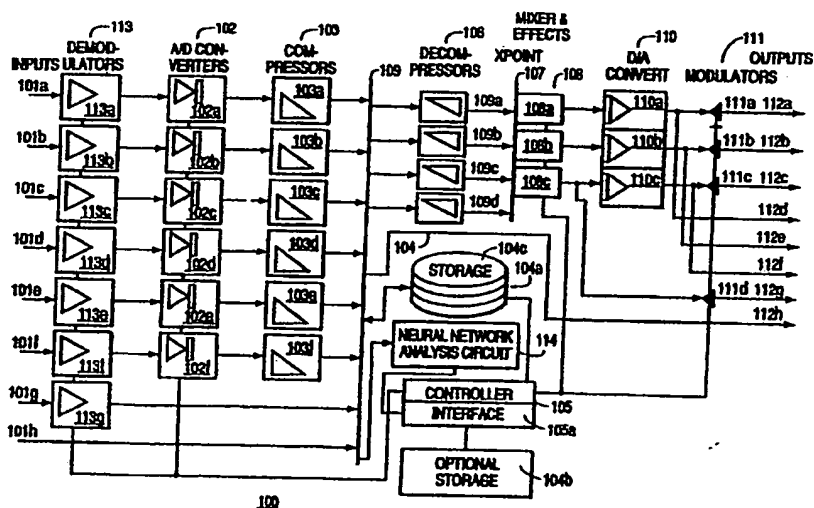 113
102
103
106
MIXER & EFFECTS
110
111
INPUTS
DEMOD-ULATORS
A/D CON-VERTERS
COM-PRESSORS
109
DECOM-PRESSORS
XPOINT
107
108
D/A CONVERT
MODULATORS
OUTPUTS
101a
113a
102a
103a
109a
108a
110a
111a 112a
101b
113b
102b
103b
109b
108b
110b
111b 112b
101c
113c
102c
103c
109c
108c
110c
111c 112c
109d
112d
101d
113d
102d
103d
104
104c
112e
STORAGE
104a
112f
101e
113e
102e
103e
111d 112g
112h
NEURAL NETWORK
ANALYSIS CIRCUIT
114
101f
113f
102f
103f
101g
113g
CONTROLLER
105
INTERFACE
105a
101h
OPTIONAL
STORAGE
104b
100